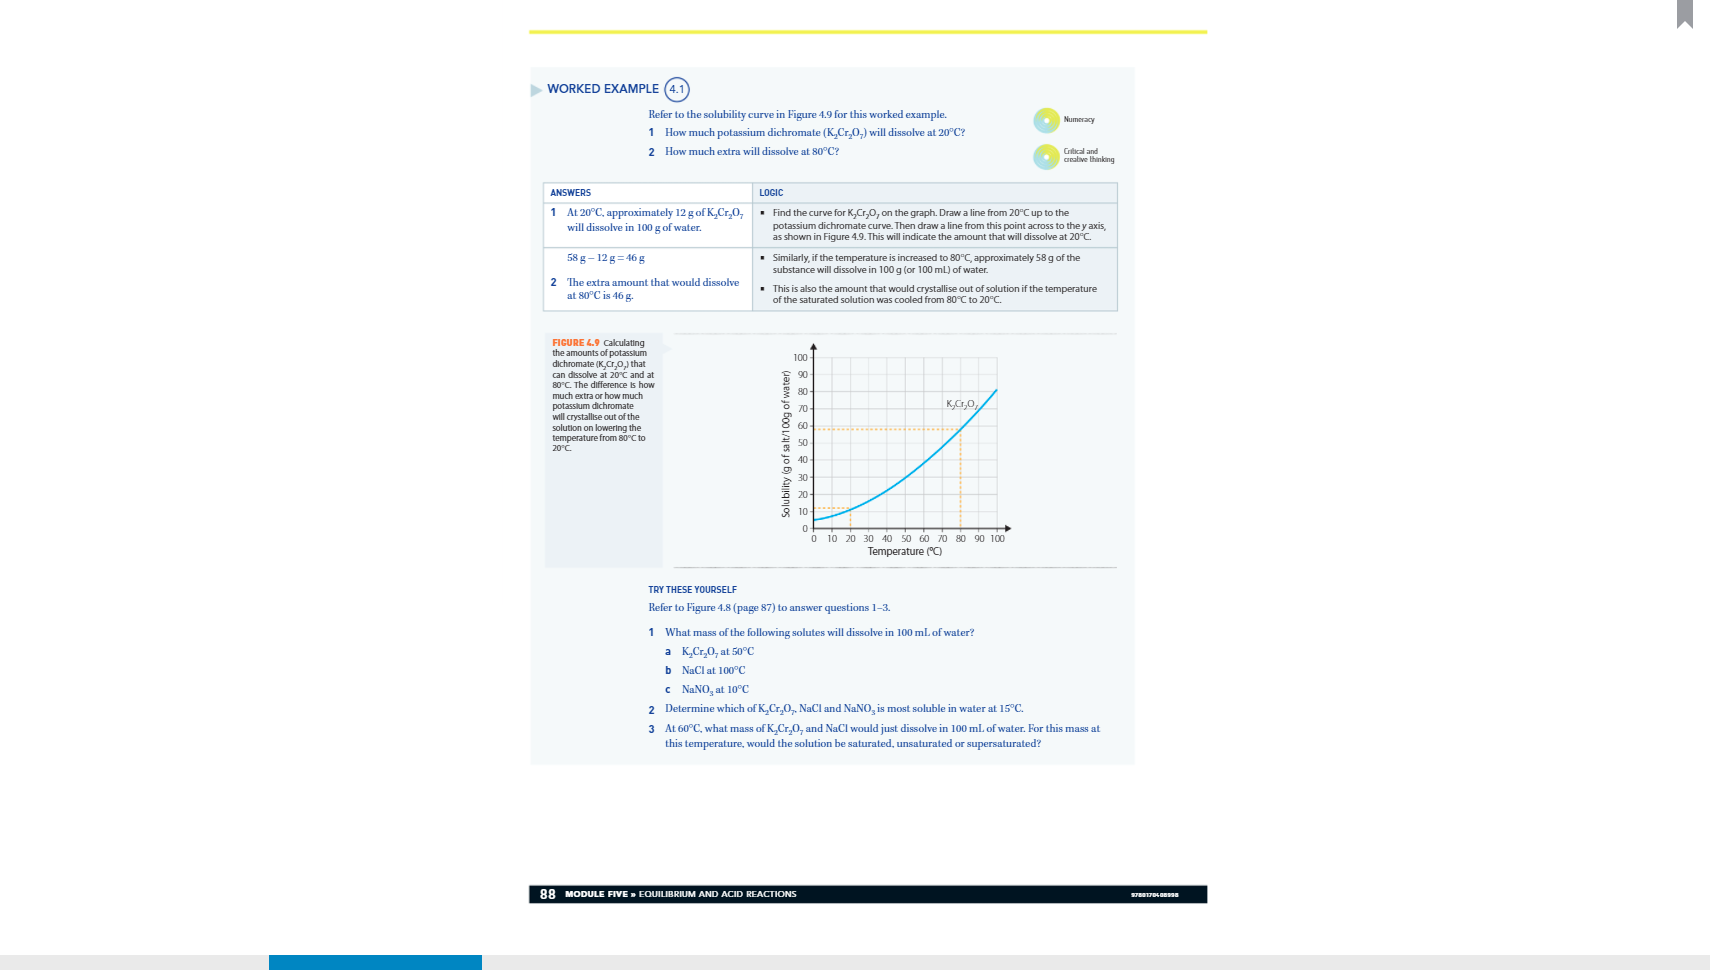 WORKED EXAMPLE 4.1
Refer to the solubility curve in Figure 4.9 for this worked example.
1 How much potassium dichromate (K₂Cr₂O₇) will dissolve at 20°C?
2 How much extra will dissolve at 80°C?
Numeracy
Critical and
creative thinking
ANSWERS
LOGIC
1 At 20°C, approximately 12 g of K₂Cr₂O₇
will dissolve in 100 g of water.
▪ Find the curve for K₂Cr₂O₇ on the graph. Draw a line from 20°C up to the
potassium dichromate curve. Then draw a line from this point across to the y axis,
as shown in Figure 4.9. This will indicate the amount that will dissolve at 20°C.
58 g – 12 g = 46 g
2 The extra amount that would dissolve
at 80°C is 46 g.
▪ Similarly, if the temperature is increased to 80°C, approximately 58 g of the
substance will dissolve in 100 g (or 100 mL) of water.
▪ This is also the amount that would crystallise out of solution if the temperature
of the saturated solution was cooled from 80°C to 20°C.
FIGURE 4.9 Calculating
the amounts of potassium
dichromate (K₂Cr₂O₇) that
can dissolve at 20°C and at
80°C. The difference is how
much extra or how much
potassium dichromate
will crystallise out of the
solution on lowering the
temperature from 80°C to
20°C.
Solubility (g of salt/100g of water)
100
90
80
70
60
50
40
30
20
10
0
K₂Cr₂O₇
0 10 20 30 40 50 60 70 80 90 100
Temperature (°C)
TRY THESE YOURSELF
Refer to Figure 4.8 (page 87) to answer questions 1–3.
1 What mass of the following solutes will dissolve in 100 mL of water?
a K₂Cr₂O₇ at 50°C
b NaCl at 100°C
c NaNO₃ at 10°C
2 Determine which of K₂Cr₂O₇, NaCl and NaNO₃ is most soluble in water at 15°C.
3 At 60°C, what mass of K₂Cr₂O₇ and NaCl would just dissolve in 100 mL of water. For this mass at
this temperature, would the solution be saturated, unsaturated or supersaturated?
88 MODULE FIVE » EQUILIBRIUM AND ACID REACTIONS
9780170408998